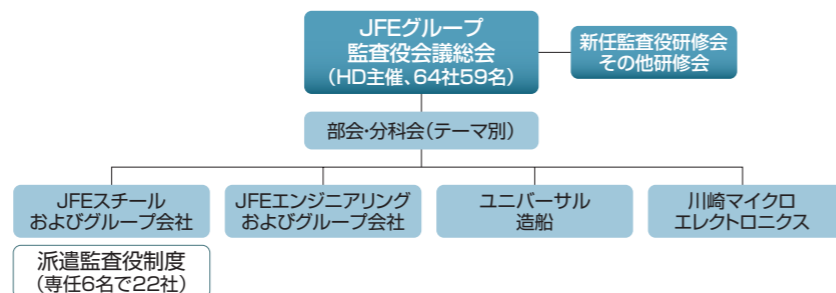 JFEグループ
監査役会議総会
（HD主催、64社59名）
新任監査役研修会
その他研修会
部会・分科会（テーマ別）
JFEスチール
およびグループ会社
JFEエンジニアリング
およびグループ会社
ユニバーサル
造船
川崎マイクロ
エレクトロニクス
派遣監査役制度
（専任6名で22社）